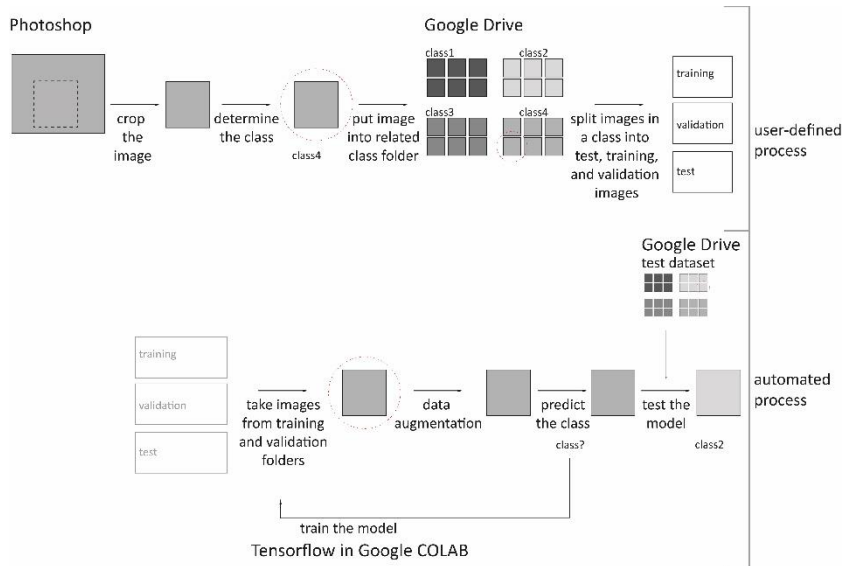 Photoshop
Google Drive
class1
class2
class3
class4
crop
the
image
determine
the class
class4
put image
into related
class folder
split images in
a class into
test, training,
and validation
images
training
validation
test
user-defined
process
Google Drive
test dataset
training
validation
test
take images
from training
and validation
folders
data
augmentation
predict
the class
class?
test the
model
class2
automated
process
train the model
Tensorflow in Google COLAB